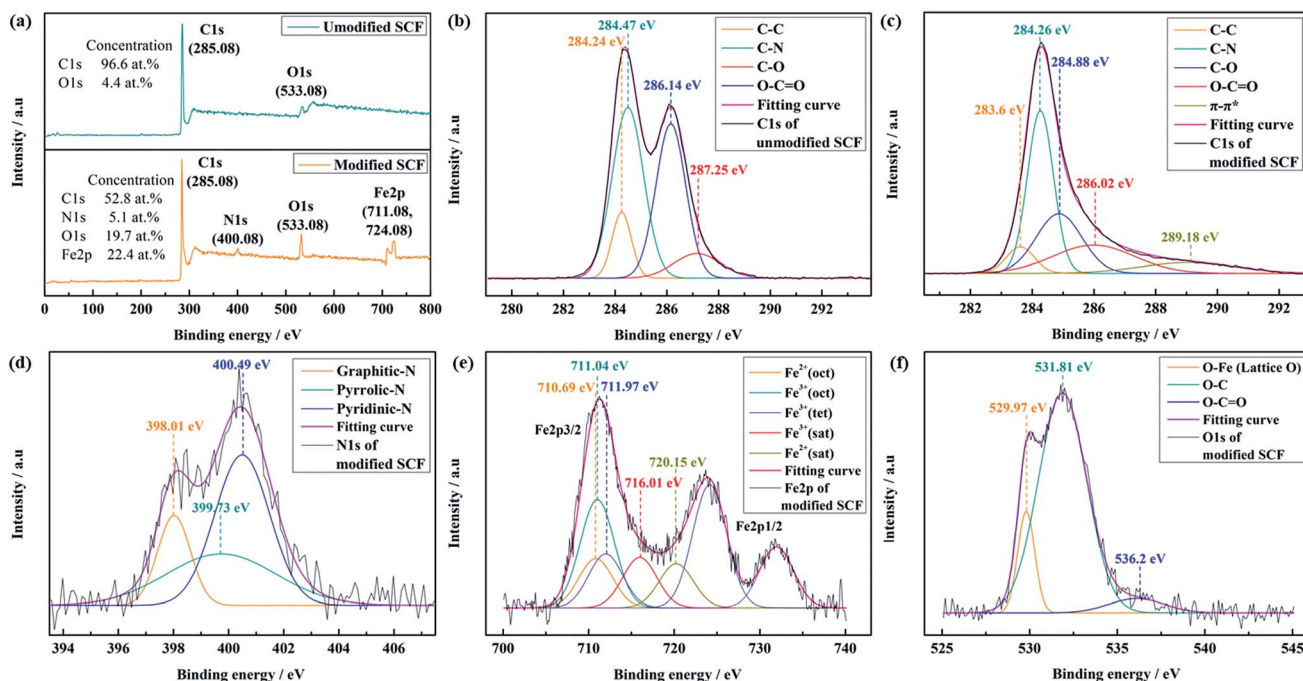 (a)
Umodified SCF
Concentration
C1s 96.6 at.%
O1s 4.4 at.%
C1s
(285.08)
O1s
(533.08)
Modified SCF
Concentration
C1s 52.8 at.%
N1s 5.1 at.%
O1s 19.7 at.%
Fe2p 22.4 at.%
C1s
(285.08)
N1s
(400.08)
O1s
(533.08)
Fe2p
(711.08,
724.08)
Intensity / a.u
0 100 200 300 400 500 600 700 800
Binding energy / eV
(b)
284.47 eV
284.24 eV
286.14 eV
287.25 eV
C-C
C-N
C-O
O-C=O
Fitting curve
C1s of
unmodified SCF
Intensity / a.u
280 282 284 286 288 290 292
Binding energy / eV
(c)
284.26 eV
284.88 eV
283.6 eV
286.02 eV
289.18 eV
C-C
C-N
C-O
O-C=O
π-π*
Fitting curve
C1s of
modified SCF
Intensity / a.u
282 284 286 288 290 292
Binding energy / eV
(d)
400.49 eV
398.01 eV
399.73 eV
Graphitic-N
Pyrrolic-N
Pyridinic-N
Fitting curve
N1s of
modified SCF
Intensity / a.u
394 396 398 400 402 404 406
Binding energy / eV
(e)
711.04 eV
710.69 eV
711.97 eV
Fe2p3/2
720.15 eV
716.01 eV
Fe2p1/2
Fe²⁺(oct)
Fe³⁺(oct)
Fe³⁺(tet)
Fe³⁺(sat)
Fe²⁺(sat)
Fitting curve
Fe2p of
modified SCF
Intensity / a.u
700 710 720 730 740
Binding energy / eV
(f)
531.81 eV
529.97 eV
536.2 eV
O-Fe (Lattice O)
O-C
O-C=O
Fitting curve
O1s of
modified SCF
Intensity / a.u
525 530 535 540 545
Binding energy / eV